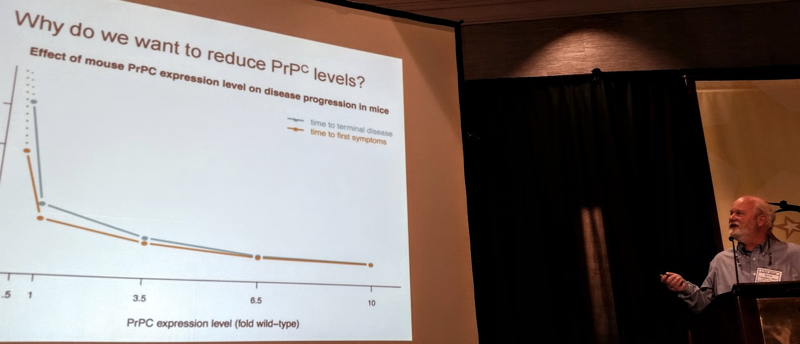 Why do we want to reduce PrPᶜ levels?
Effect of mouse PrPC expression level on disease progression in mice
time to terminal disease
time to first symptoms
.5 1 3.5 6.5 10
PrPC expression level (fold wild–type)